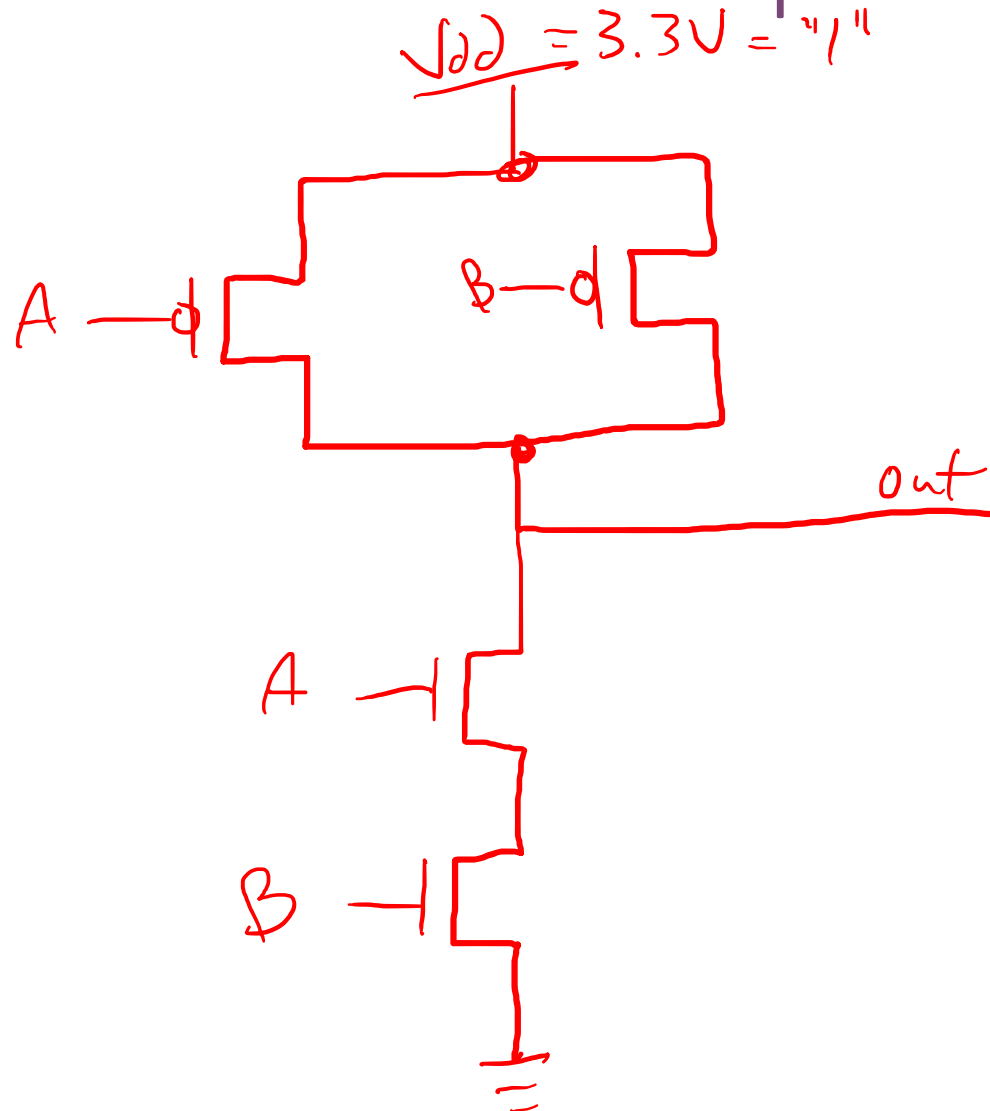 Vdd = 3.3V = "1"
A
B
out
A
B